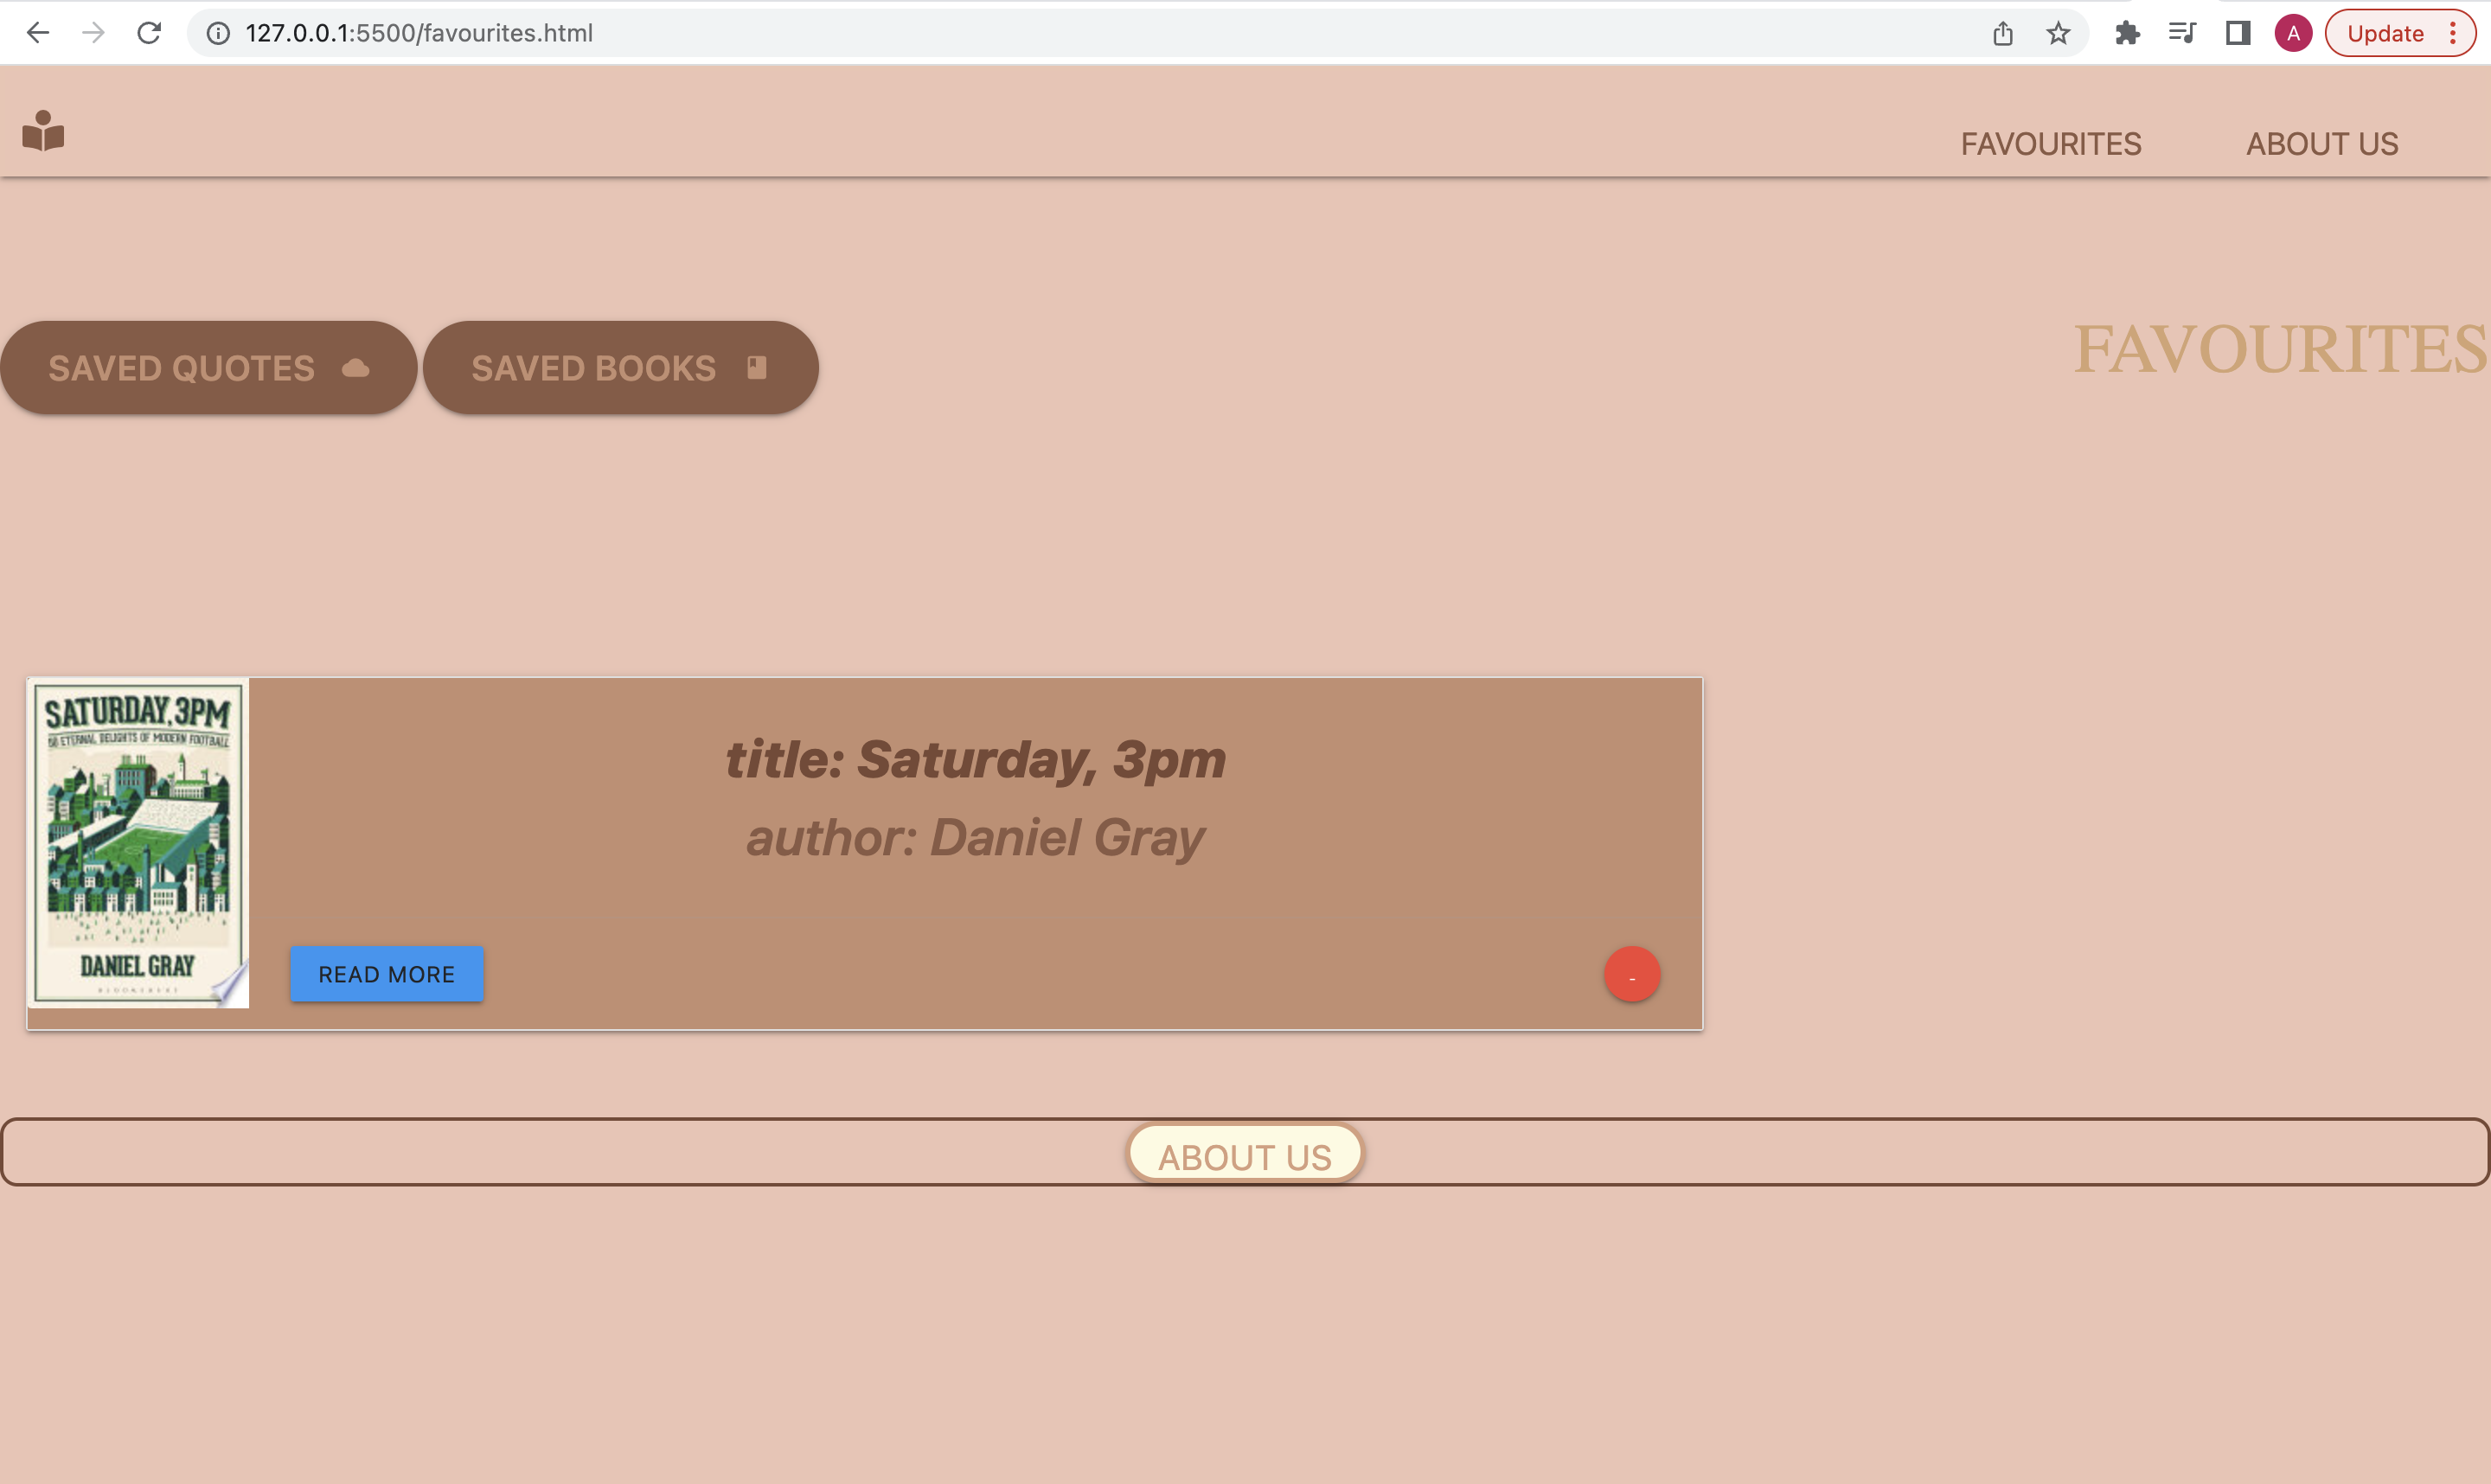 127.0.0.1:5500/favourites.html
A
Update
FAVOURITES
ABOUT US
SAVED QUOTES
SAVED BOOKS
FAVOURITES
SATURDAY, 3PM
50 ETERNAL DELIGHTS OF MODERN FOOTBALL
DANIEL GRAY
BLOOMSBURY
title: Saturday, 3pm
author: Daniel Gray
READ MORE
-
ABOUT US